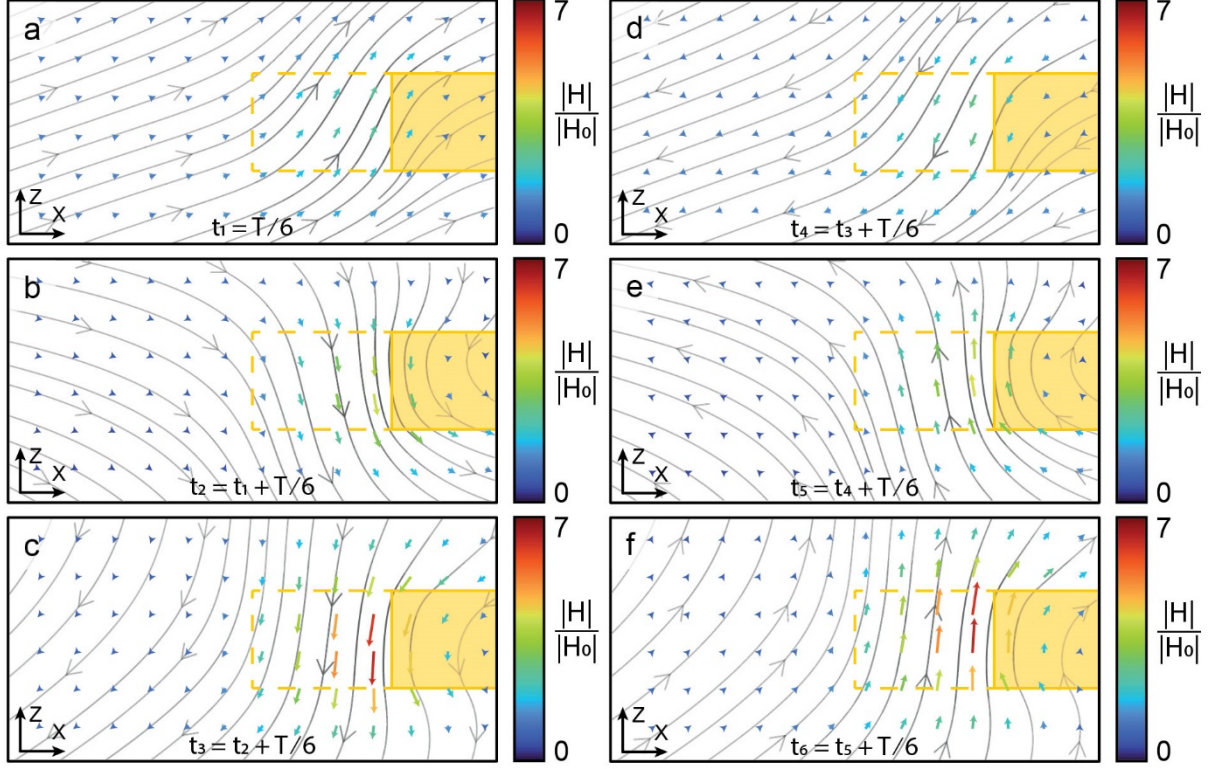 a
7
|H|
|H₀|
0
z
x
t₁ = T/6
d
7
|H|
|H₀|
0
z
x
t₄ = t₃ + T/6
b
7
|H|
|H₀|
0
z
x
t₂ = t₁ + T/6
e
7
|H|
|H₀|
0
z
x
t₅ = t₄ + T/6
c
7
|H|
|H₀|
0
z
x
t₃ = t₂ + T/6
f
7
|H|
|H₀|
0
z
x
t₆ = t₅ + T/6